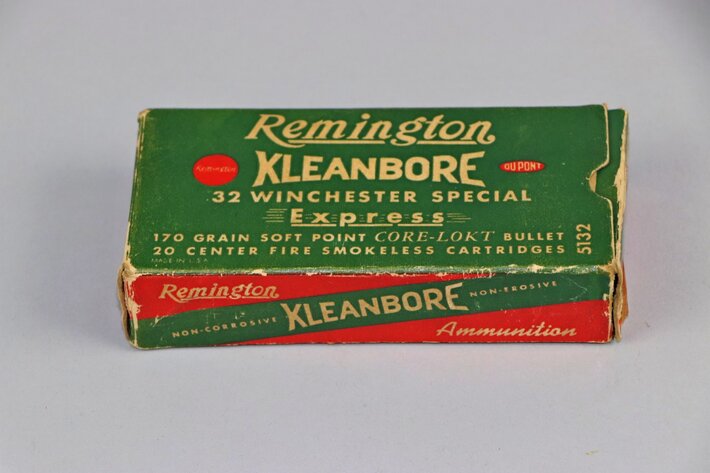 Remington
Remington
KLEANBORE
DU PONT
32 WINCHESTER SPECIAL
Express
170 GRAIN SOFT POINT CORE-LOKT BULLET
20 CENTER FIRE SMOKELESS CARTRIDGES
5132
MADE IN U.S.A.
Remington
NON-CORROSIVE KLEANBORE NON-EROSIVE
Ammunition